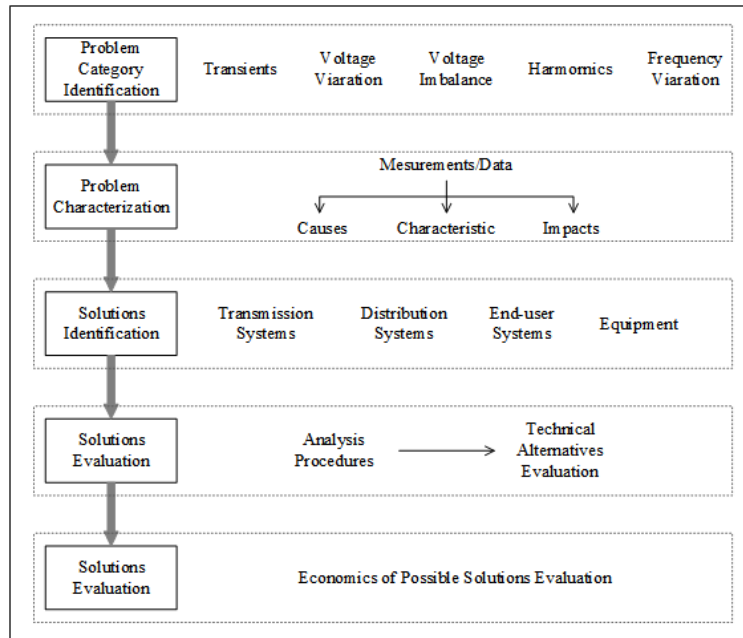 Problem
Category
Identification
Transients
Voltage
Viaration
Voltage
Imbalance
Harmomics
Frequency
Viaration
Problem
Characterization
Mesurements/Data
Causes
Characteristic
Impacts
Solutions
Identification
Transmission
Systems
Distribution
Systems
End-user
Systems
Equipment
Solutions
Evaluation
Analysis
Procedures
Technical
Alternatives
Evaluation
Solutions
Evaluation
Economics of Possible Solutions Evaluation